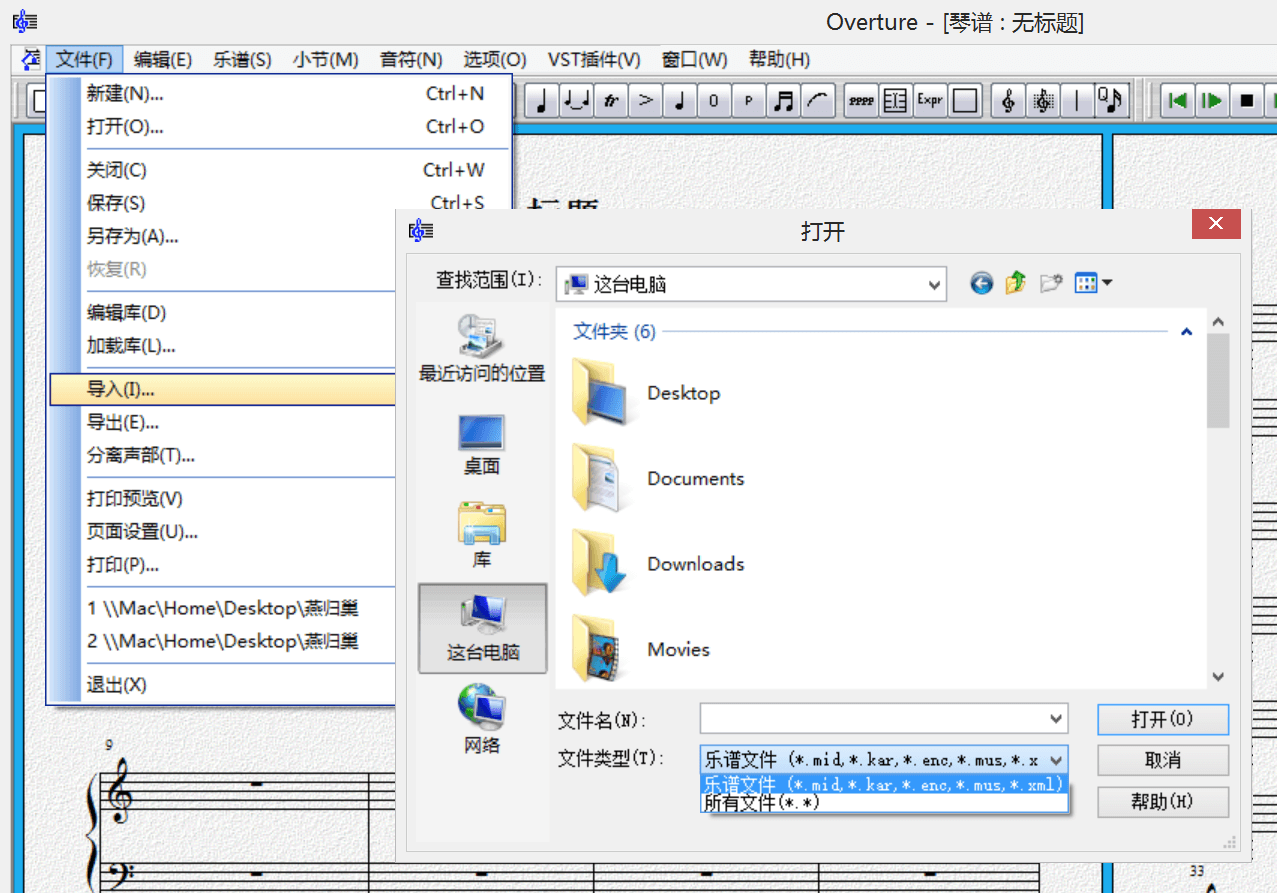 Overture - [琴谱 : 无标题]
文件(F) 编辑(E) 乐谱(S) 小节(M) 音符(N) 选项(O) VST插件(V) 窗口(W) 帮助(H)
新建(N)... Ctrl+N
打开(O)... Ctrl+O
关闭(C) Ctrl+W
保存(S) Ctrl+S
另存为(A)...
恢复(R)
编辑库(D)
加载库(L)...
导入(I)...
导出(E)...
分离声部(T)...
打印预览(V)
页面设置(U)...
打印(P)...
1 \\Mac\Home\Desktop\燕归巢
2 \\Mac\Home\Desktop\燕归巢
退出(X)
tr > 0 P pppp Expr Q
标题
打开
查找范围(I): 这台电脑
最近访问的位置
桌面
库
这台电脑
网络
文件夹 (6)
Desktop
Documents
Downloads
Movies
文件名(N): 打开(O)
文件类型(T): 乐谱文件 (*.mid,*.kar,*.enc,*.mus,*.x 取消
乐谱文件 (*.mid,*.kar,*.enc,*.mus,*.xml)
所有文件(*.*)
帮助(H)
9
33